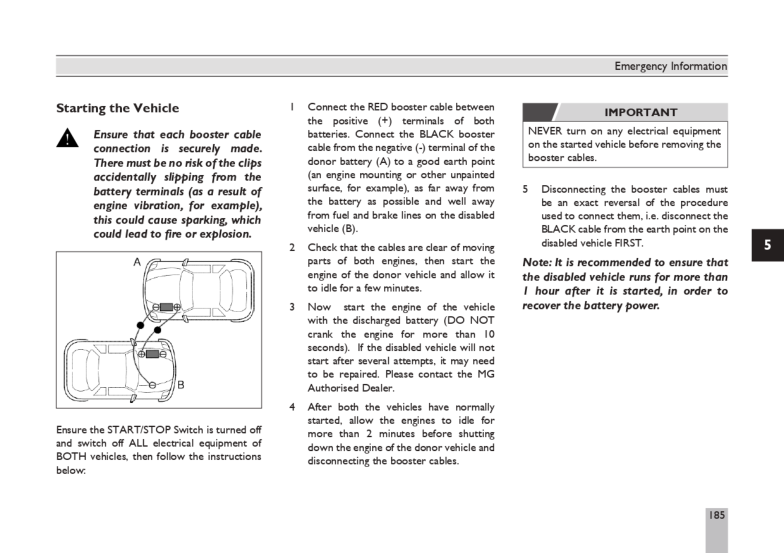 Emergency Information
Starting the Vehicle
Ensure that each booster cable
connection is securely made.
There must be no risk of the clips
accidentally slipping from the
battery terminals (as a result of
engine vibration, for example),
this could cause sparking, which
could lead to fire or explosion.
A
B
Ensure the START/STOP Switch is turned off
and switch off ALL electrical equipment of
BOTH vehicles, then follow the instructions
below:
1 Connect the RED booster cable between
the positive (+) terminals of both
batteries. Connect the BLACK booster
cable from the negative (-) terminal of the
donor battery (A) to a good earth point
(an engine mounting or other unpainted
surface, for example), as far away from
the battery as possible and well away
from fuel and brake lines on the disabled
vehicle (B).
2 Check that the cables are clear of moving
parts of both engines, then start the
engine of the donor vehicle and allow it
to idle for a few minutes.
3 Now start the engine of the vehicle
with the discharged battery (DO NOT
crank the engine for more than 10
seconds). If the disabled vehicle will not
start after several attempts, it may need
to be repaired. Please contact the MG
Authorised Dealer.
4 After both the vehicles have normally
started, allow the engines to idle for
more than 2 minutes before shutting
down the engine of the donor vehicle and
disconnecting the booster cables.
IMPORTANT
NEVER turn on any electrical equipment
on the started vehicle before removing the
booster cables.
5 Disconnecting the booster cables must
be an exact reversal of the procedure
used to connect them, i.e. disconnect the
BLACK cable from the earth point on the
disabled vehicle FIRST.
Note: It is recommended to ensure that
the disabled vehicle runs for more than
1 hour after it is started, in order to
recover the battery power.
5
185